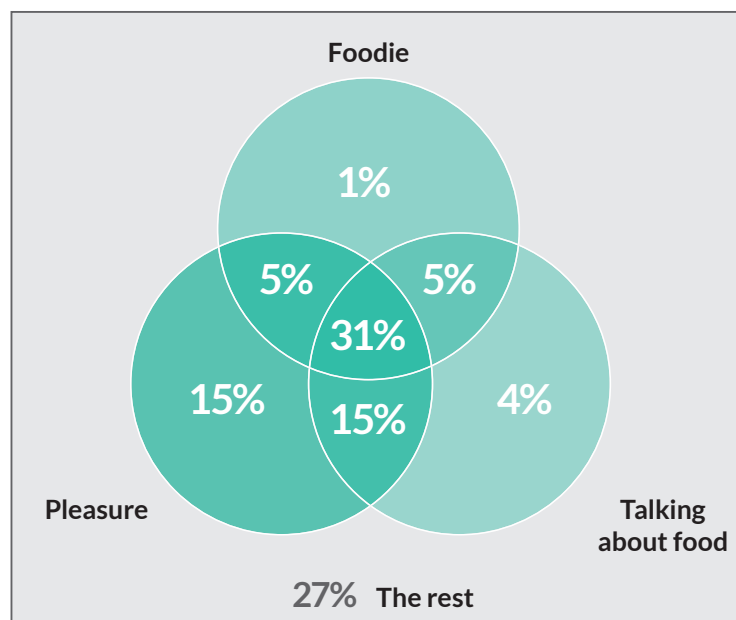 Foodie
1%
5% 5%
31%
15% 15% 4%
Pleasure
Talking
about food
27% The rest